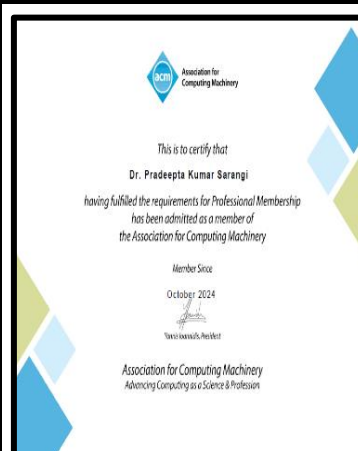 acm
Association for
Computing Machinery
This is to certify that
Dr. Pradeepta Kumar Sarangi
having fulfilled the requirements for Professional Membership
has been admitted as a member of
the Association for Computing Machinery
Member Since
October 2024
Yannis Ioannidis, President
Association for Computing Machinery
Advancing Computing as a Science & Profession